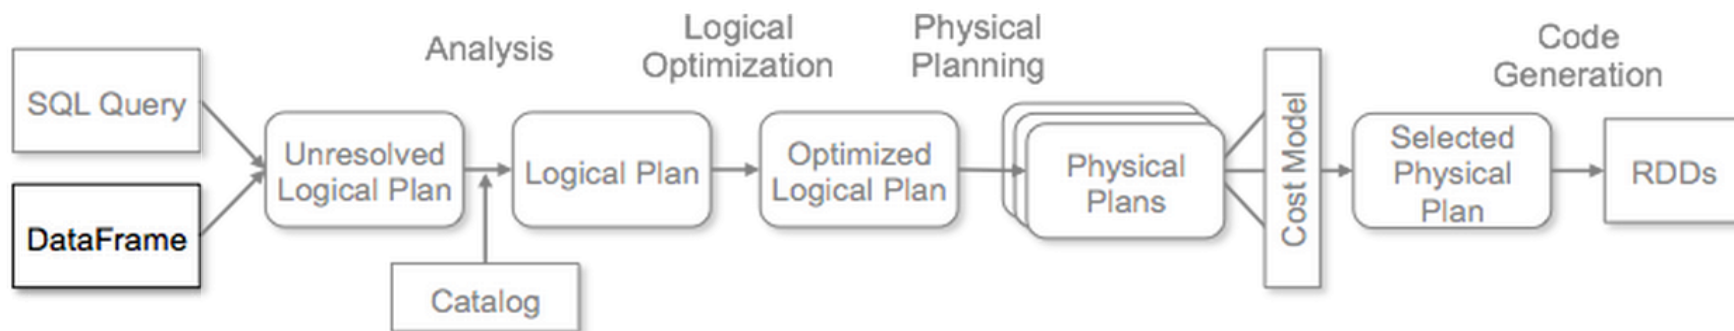 Analysis
Logical
Optimization
Physical
Planning
Code
Generation
SQL Query
DataFrame
Unresolved
Logical Plan
Catalog
Logical Plan
Optimized
Logical Plan
Physical
Plans
Cost Model
Selected
Physical
Plan
RDDs